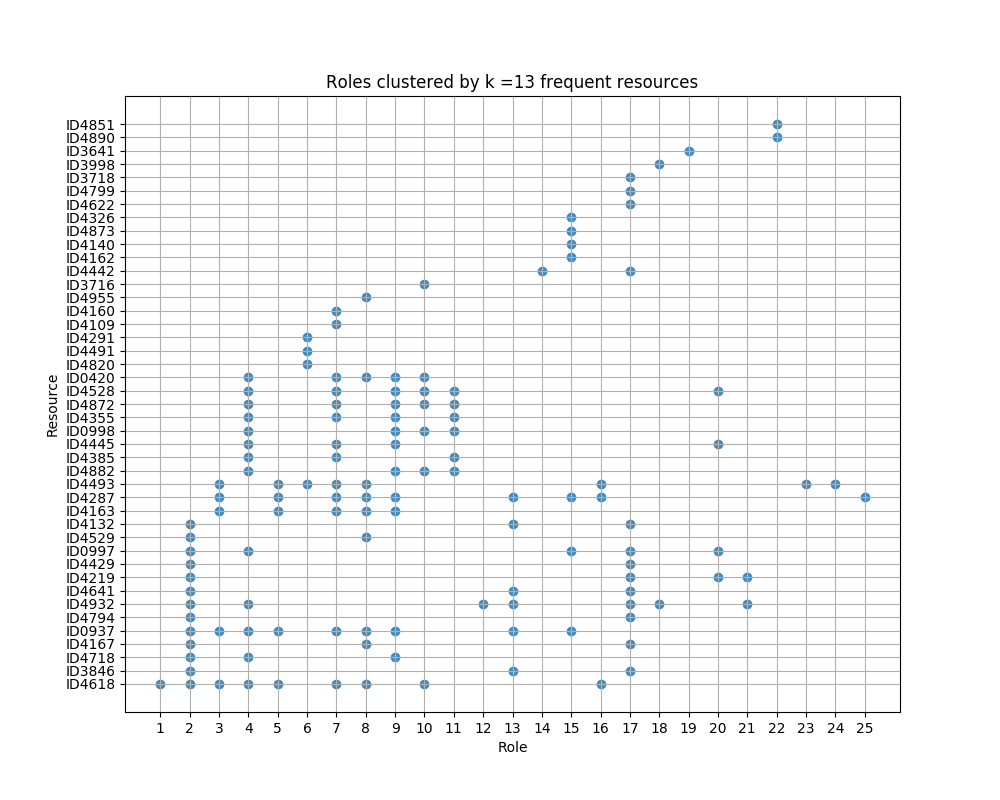 Roles clustered by k =13 frequent resources
ID4851
ID4890
ID3641
ID3998
ID3718
ID4799
ID4622
ID4326
ID4873
ID4140
ID4162
ID4442
ID3716
ID4955
ID4160
ID4109
ID4291
ID4491
ID4820
ID0420
ID4528
ID4872
ID4355
ID0998
ID4445
ID4385
ID4882
ID4493
ID4287
ID4163
ID4132
ID4529
ID0997
ID4429
ID4219
ID4641
ID4932
ID4794
ID0937
ID4167
ID4718
ID3846
ID4618
Resource
1 2 3 4 5 6 7 8 9 10 11 12 13 14 15 16 17 18 19 20 21 22 23 24 25
Role